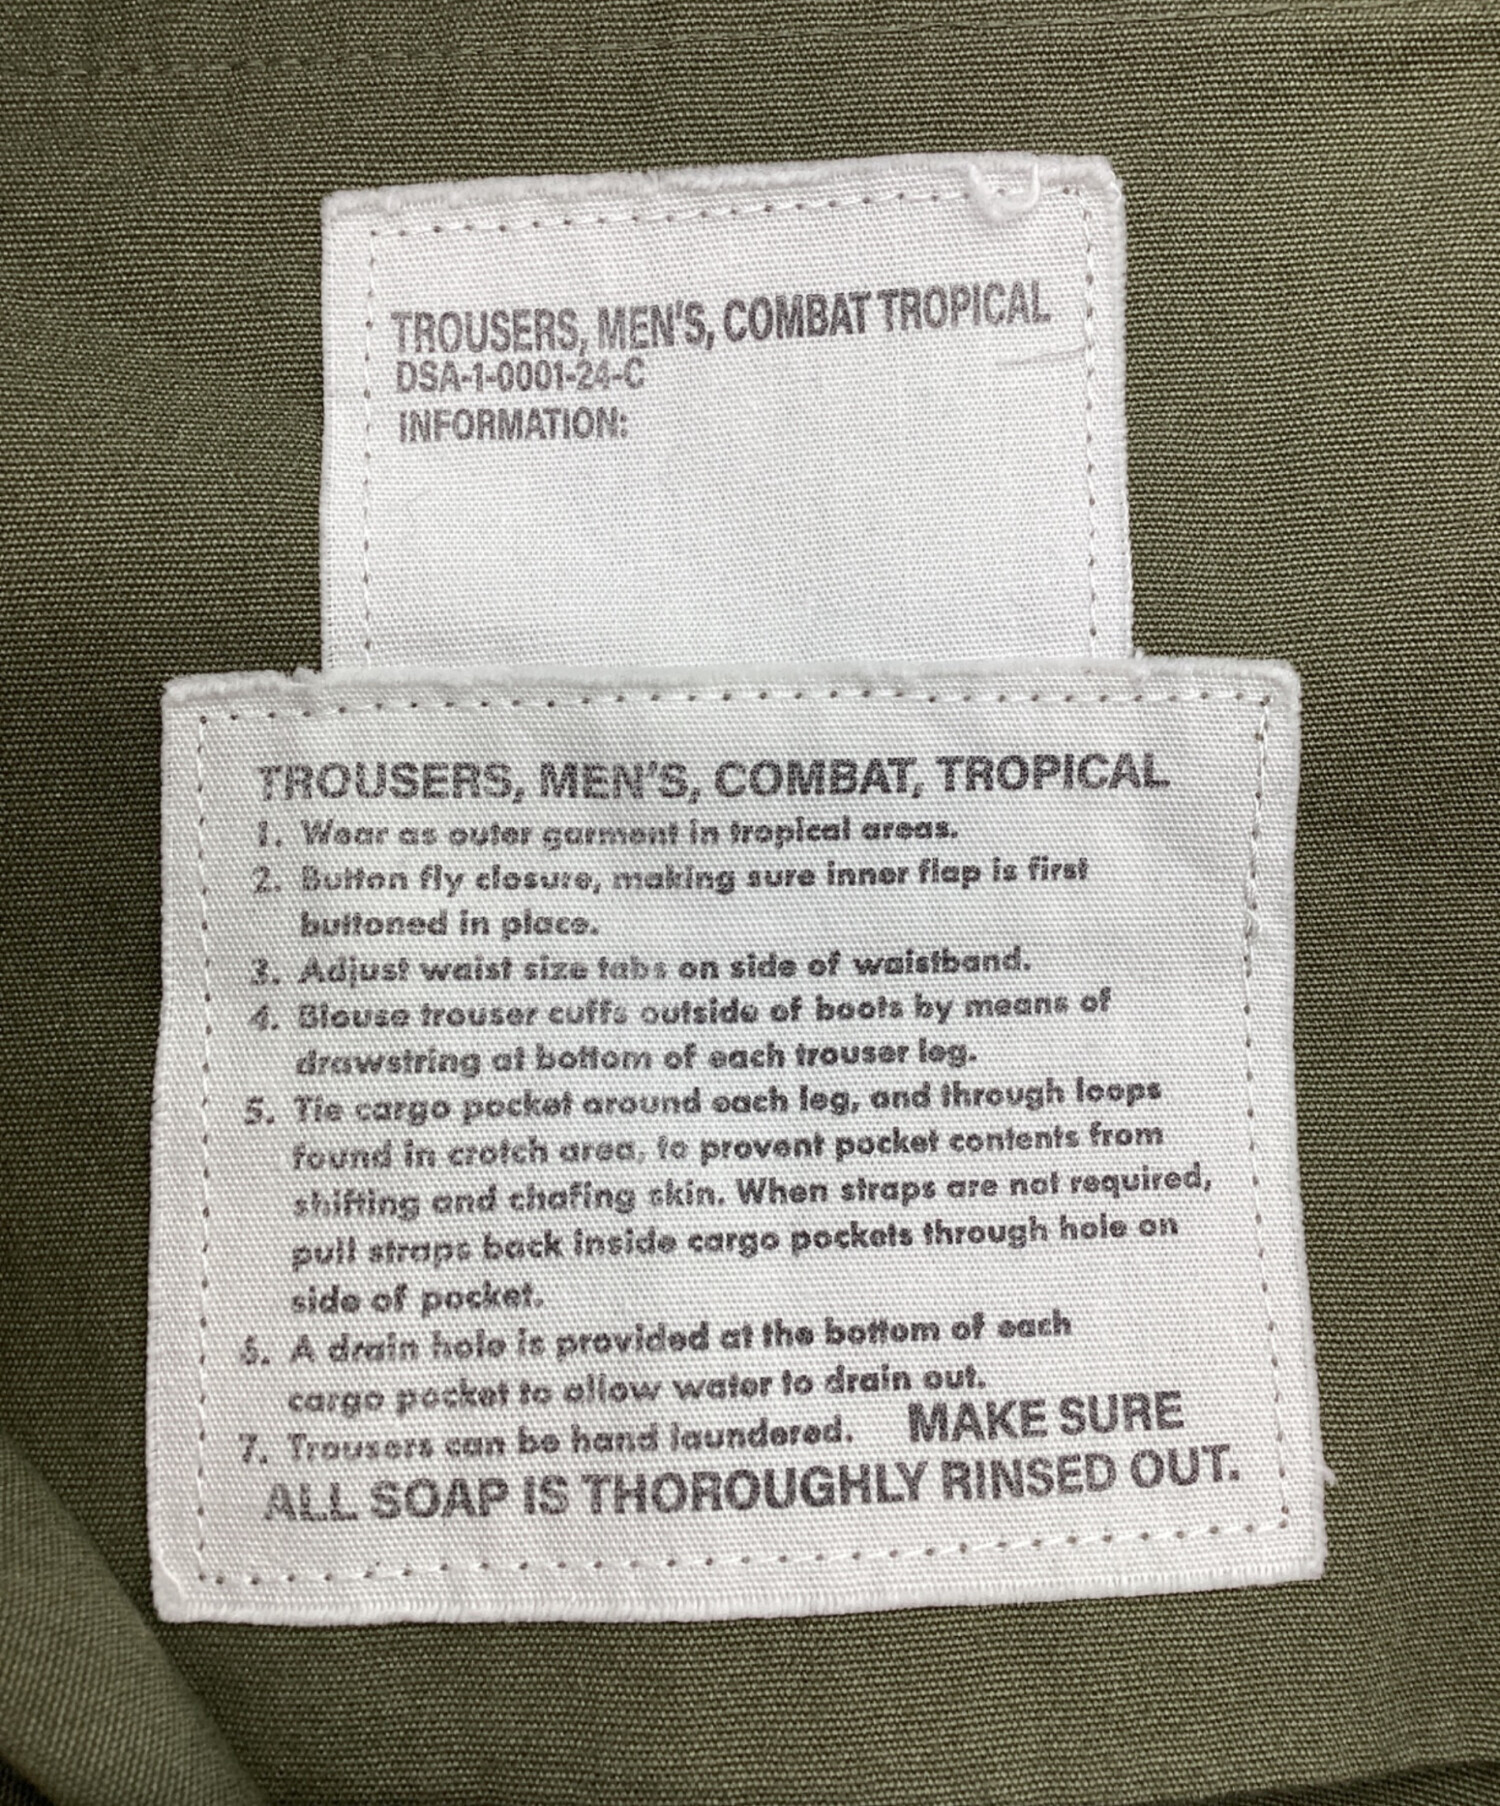 TROUSERS, MEN'S, COMBAT TROPICAL
DSA-1-0001-24-C
INFORMATION:
TROUSERS, MEN'S, COMBAT, TROPICAL
1. Wear as outer garment in tropical areas.
2. Button fly closure, making sure inner flap is first
buttoned in place.
3. Adjust waist size tabs on side of waistband.
4. Blouse trouser cuffs outside of boots by means of
drawstring at bottom of each trouser leg.
5. Tie cargo pocket around each leg, and through loops
found in crotch area, to prevent pocket contents from
shifting and chafing skin. When straps are not required,
pull straps back inside cargo pockets through hole on
side of pocket.
6. A drain hole is provided at the bottom of each
cargo pocket to allow water to drain out.
7. Trousers can be hand laundered. MAKE SURE
ALL SOAP IS THOROUGHLY RINSED OUT.